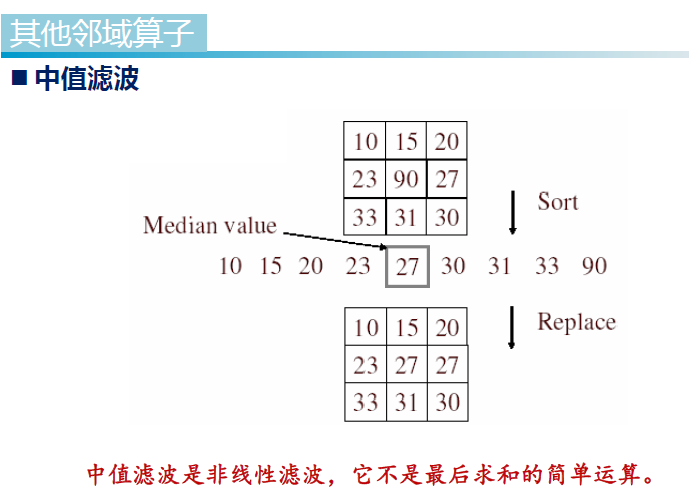 其他邻域算子
■ 中值滤波
10 15 20
23 90 27
33 31 30
Sort
Median value
10 15 20 23 27 30 31 33 90
Replace
10 15 20
23 27 27
33 31 30
中值滤波是非线性滤波，它不是最后求和的简单运算。